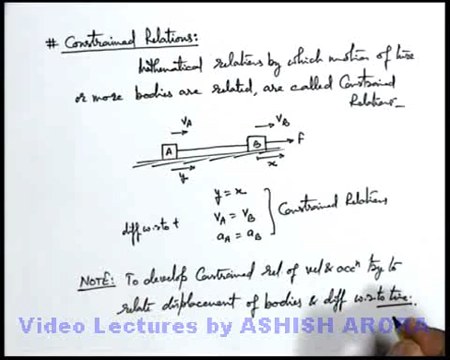 # Constrained Relations:
Mathematical relations by which motion of two
or more bodies are related, are called Constrained
Relations
vA
vB
A
B
F
y
x
y = x
diff w.r.to t
vA = vB
Constrained Relations
aA = aB
NOTE: To develop Constrained rel of vel & accn try to
relate displacement of bodies & diff w.r.to time.
Video Lectures by ASHISH ARORA